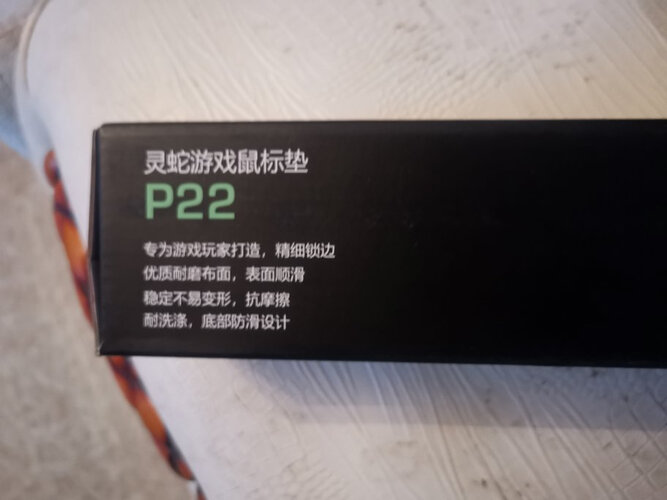 灵蛇游戏鼠标垫
P22
专为游戏玩家打造，精细锁边
优质耐磨布面，表面顺滑
稳定不易变形，抗摩擦
耐洗涤，底部防滑设计